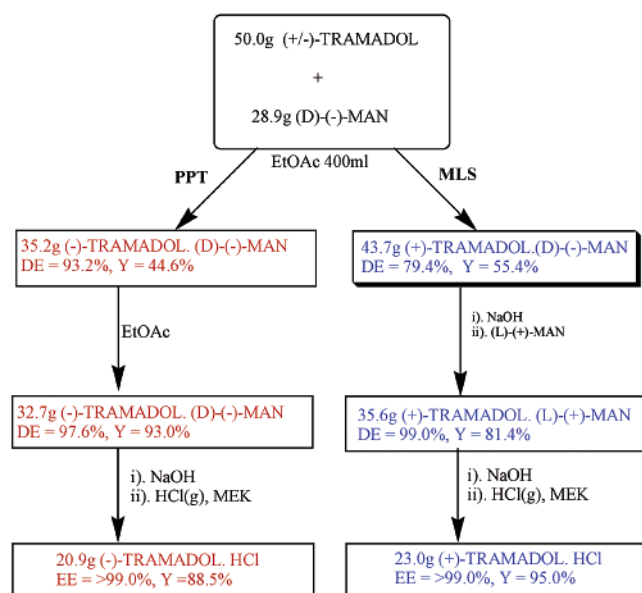 50.0g (+/-)-TRAMADOL
+
28.9g (D)-(-)-MAN
EtOAc 400ml
PPT
MLS
35.2g (-)-TRAMADOL. (D)-(-)-MAN
DE = 93.2%, Y = 44.6%
43.7g (+)-TRAMADOL.(D)-(-)-MAN
DE = 79.4%, Y = 55.4%
EtOAc
i). NaOH
ii). (L)-(+)-MAN
32.7g (-)-TRAMADOL. (D)-(-)-MAN
DE = 97.6%, Y = 93.0%
35.6g (+)-TRAMADOL. (L)-(+)-MAN
DE = 99.0%, Y = 81.4%
i). NaOH
ii). HCl(g), MEK
i). NaOH
ii). HCl(g), MEK
20.9g (-)-TRAMADOL. HCl
EE = >99.0%, Y =88.5%
23.0g (+)-TRAMADOL. HCl
EE = >99.0%, Y = 95.0%